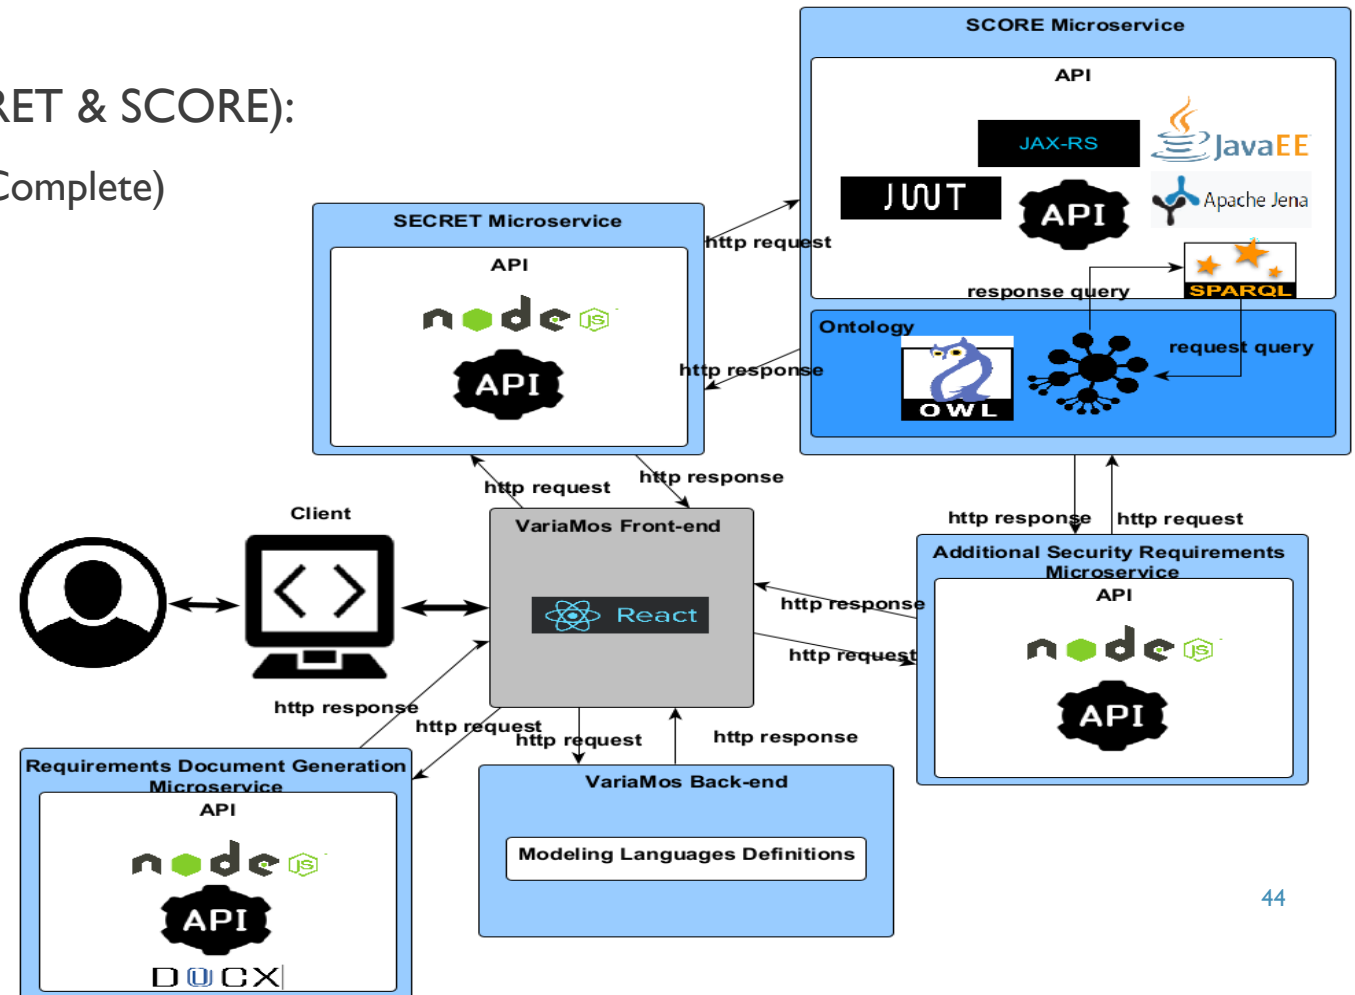 RET & SCORE):
Complete)
SCORE Microservice
API
JAX-RS
JavaEE
JWT
API
Apache Jena
response query
SPARQL
Ontology
request query
OWL
SECRET Microservice
API
node JS
API
http request
http response
http request
http response
Client
VariaMos Front-end
React
http response
http request
Additional Security Requirements
Microservice
API
node JS
API
http response
http request
http response
http request
http request
http response
Requirements Document Generation
Microservice
API
node JS
API
DOCX
VariaMos Back-end
Modeling Languages Definitions
44